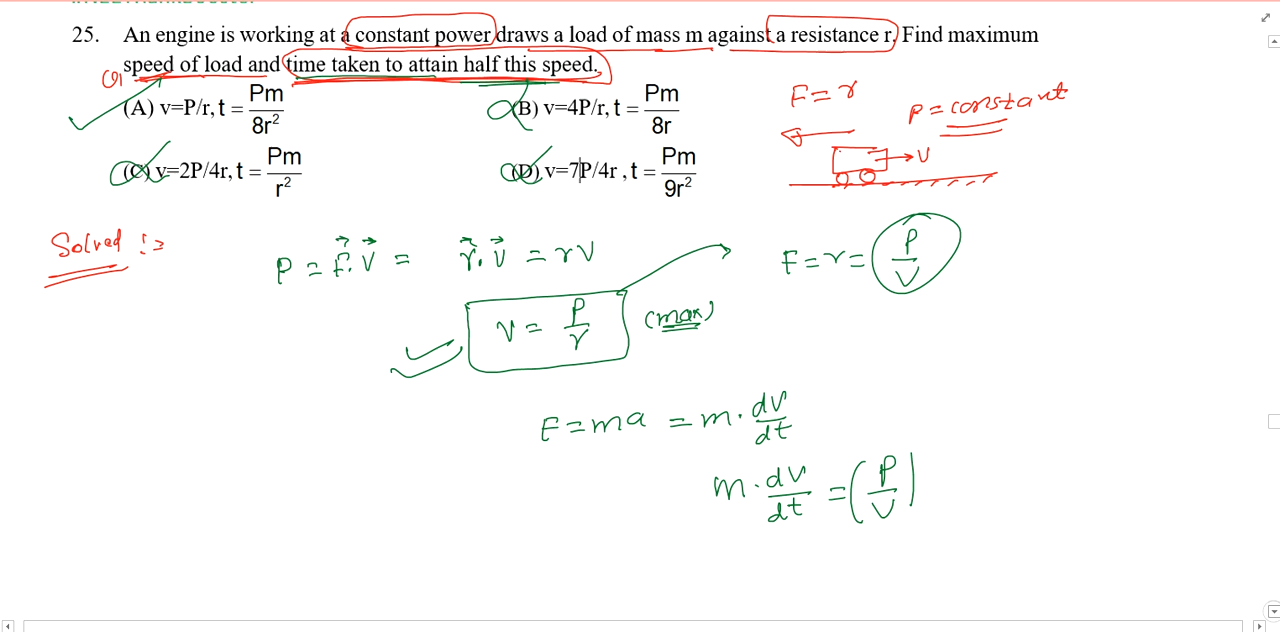 25. An engine is working at a constant power draws a load of mass m against a resistance r. Find maximum
speed of load and time taken to attain half this speed.
(A) v=P/r, t = Pm/8r²
(B) v=4P/r, t = Pm/8r
(C) v=2P/4r, t = Pm/r²
(D) v=7P/4r , t = Pm/9r²
F = r
P = constant
v
Solved :-
P = F⃗. V⃗ = r⃗. v⃗ = rv
F = r = (P/V)
v = P/r (max)
F = ma = m. dv/dt
m. dv/dt = (P/V)